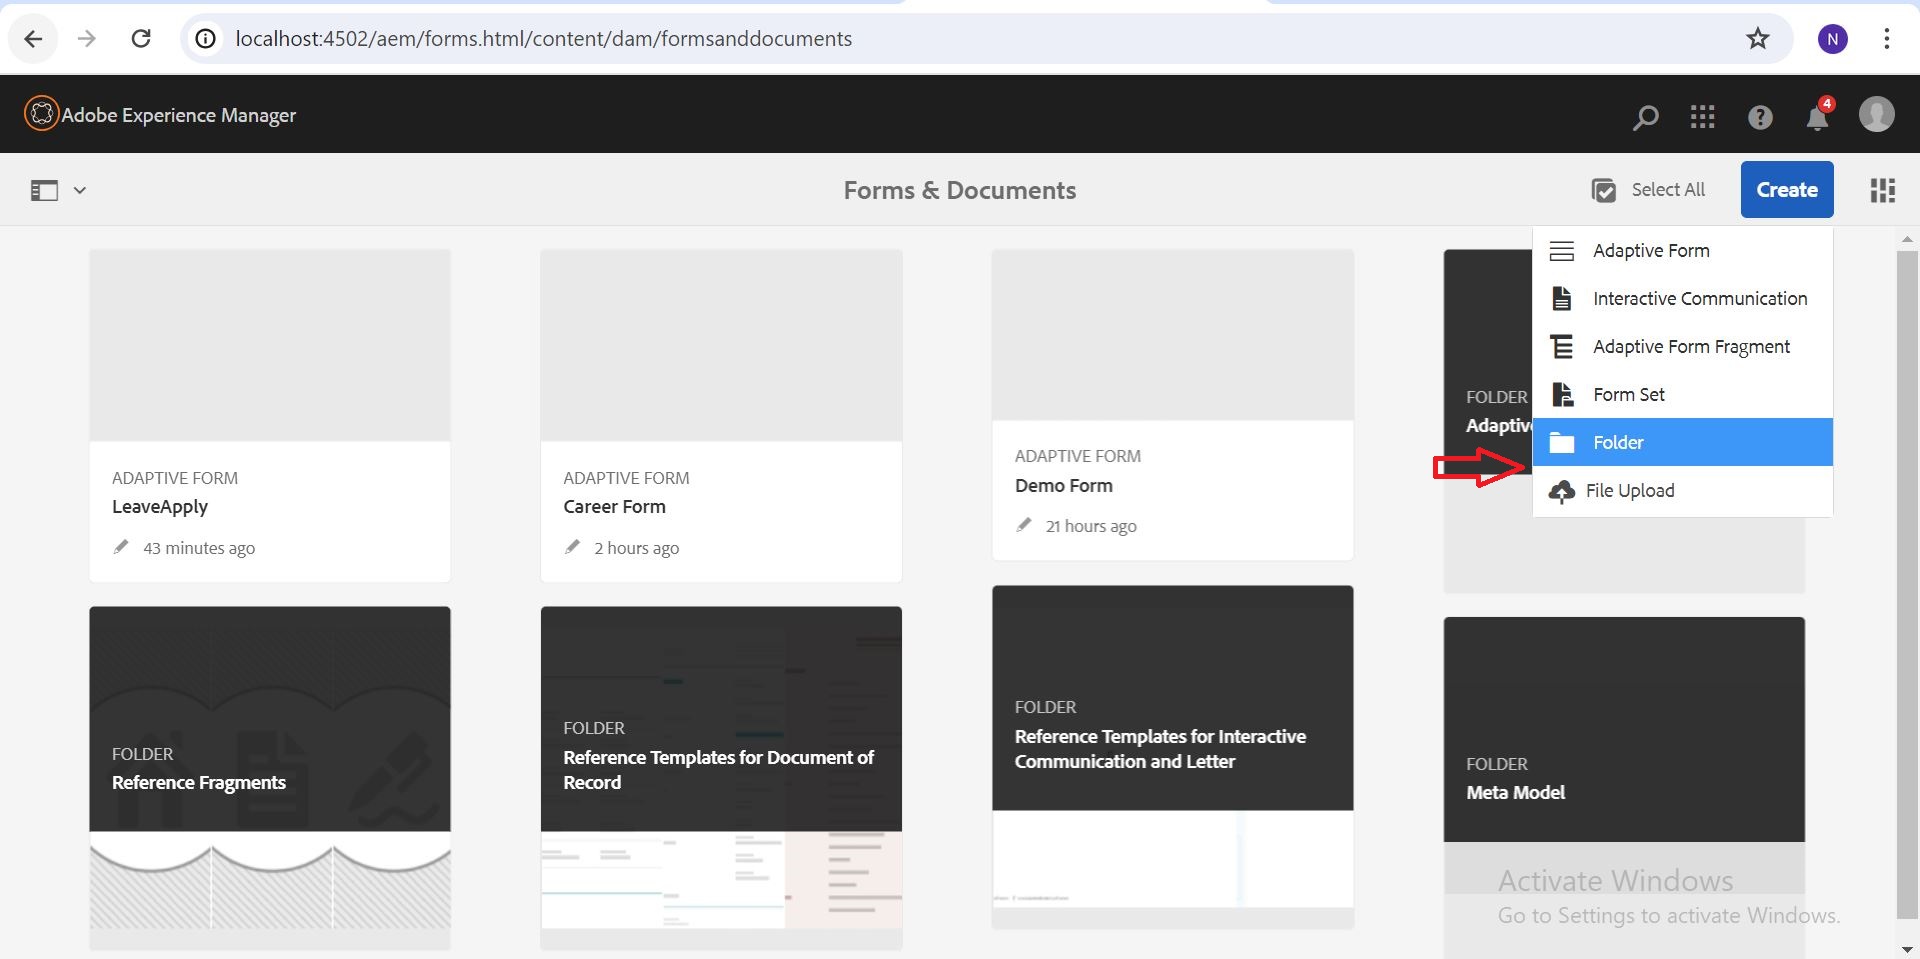 localhost:4502/aem/forms.html/content/dam/formsanddocuments
N
Adobe Experience Manager
4
Forms & Documents
Select All
Create
Adaptive Form
Interactive Communication
Adaptive Form Fragment
Form Set
Folder
File Upload
ADAPTIVE FORM
LeaveApply
43 minutes ago
ADAPTIVE FORM
Career Form
2 hours ago
ADAPTIVE FORM
Demo Form
21 hours ago
FOLDER
Adaptive
FOLDER
Reference Fragments
FOLDER
Reference Templates for Document of
Record
FOLDER
Reference Templates for Interactive
Communication and Letter
FOLDER
Meta Model
Activate Windows
Go to Settings to activate Windows.